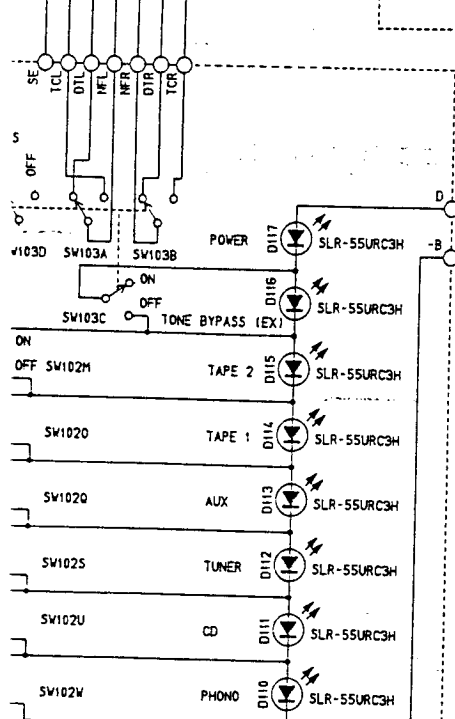 SE
TCL
DTL
NFL
NFR
DTR
TCR
S
OFF
D
W103D SW103A SW103B
POWER D117 SLR-55URC3H
-B
ON
OFF
D116 SLR-55URC3H
SW103C TONE BYPASS (EX)
ON
OFF SW102M TAPE 2 D115 SLR-55URC3H
SW102O TAPE 1 D114 SLR-55URC3H
SW102Q AUX D113 SLR-55URC3H
SW102S TUNER D112 SLR-55URC3H
SW102U CD D111 SLR-55URC3H
SW102W PHONO D110 SLR-55URC3H